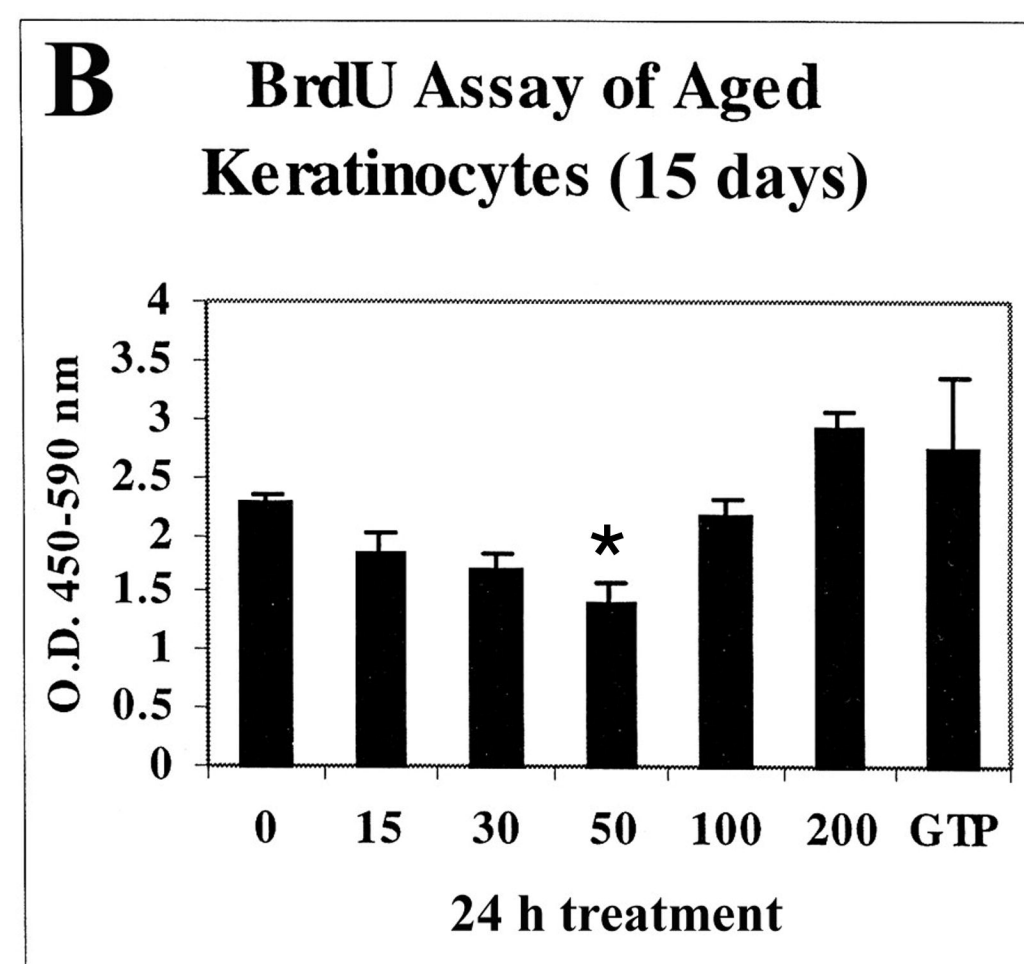 B
BrdU Assay of Aged
Keratinocytes (15 days)
4
3.5
3
2.5
2
1.5
1
0.5
0
O.D. 450-590 nm
*
0 15 30 50 100 200 GTP
24 h treatment